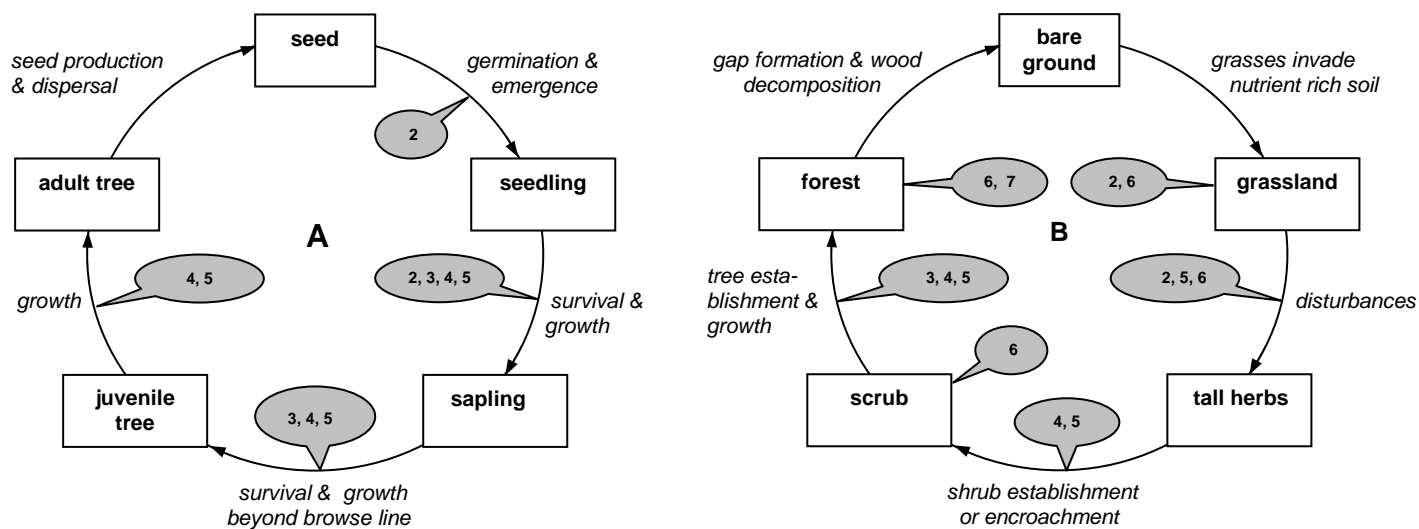 seed
seed production
& dispersal
germination &
emergence
2
adult tree
seedling
A
4, 5
2, 3, 4, 5
growth
survival &
growth
juvenile
tree
3, 4, 5
sapling
survival & growth
beyond browse line
bare
ground
gap formation & wood
decomposition
grasses invade
nutrient rich soil
forest
6, 7
2, 6
grassland
B
tree esta-
blishment &
growth
3, 4, 5
2, 5, 6
disturbances
6
scrub
4, 5
tall herbs
shrub establishment
or encroachment